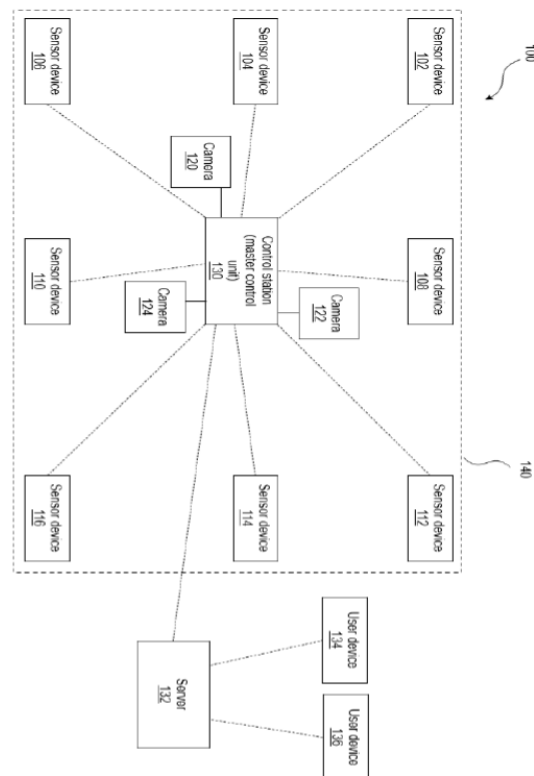 100
140
Sensor device
102
Sensor device
108
Sensor device
112
User device
134
User device
136
Camera
122
Sensor device
104
Control station
(master control
unit)
130
Sensor device
114
Server
132
Camera
120
Camera
124
Sensor device
106
Sensor device
110
Sensor device
116